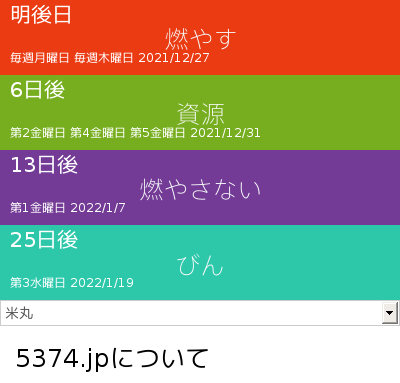 明後日
燃やす
毎週月曜日 毎週木曜日 2021/12/27
6日後
資源
第2金曜日 第4金曜日 第5金曜日 2021/12/31
13日後
燃やさない
第1金曜日 2022/1/7
25日後
びん
第3水曜日 2022/1/19
米丸
5374.jpについて